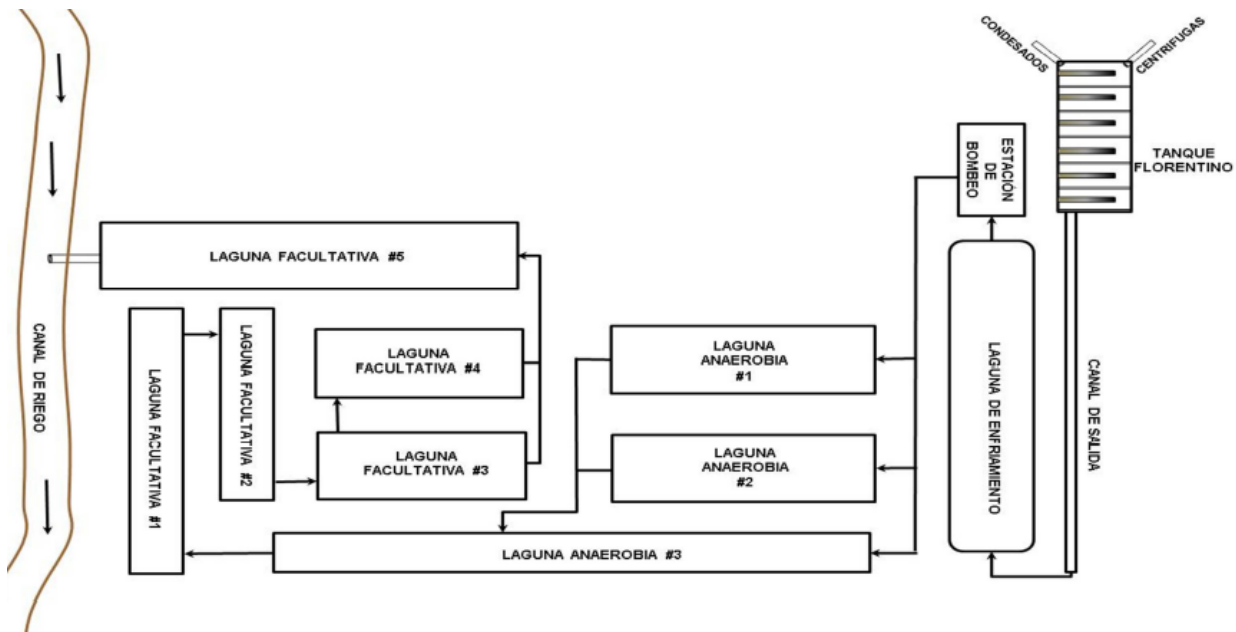 CONDESADOS
CENTRIFUGAS
TANQUE
FLORENTINO
ESTACIÓN
DE
BOMBEO
LAGUNA FACULTATIVA #5
LAGUNA
FACULTATIVA #4
LAGUNA
ANAEROBIA
#1
LAGUNA FACULTATIVA #2
LAGUNA FACULTATIVA #1
CANAL DE RIEGO
LAGUNA
FACULTATIVA #3
LAGUNA
ANAEROBIA
#2
LAGUNA DE ENFRIAMIENTO
CANAL DE SALIDA
LAGUNA ANAEROBIA #3